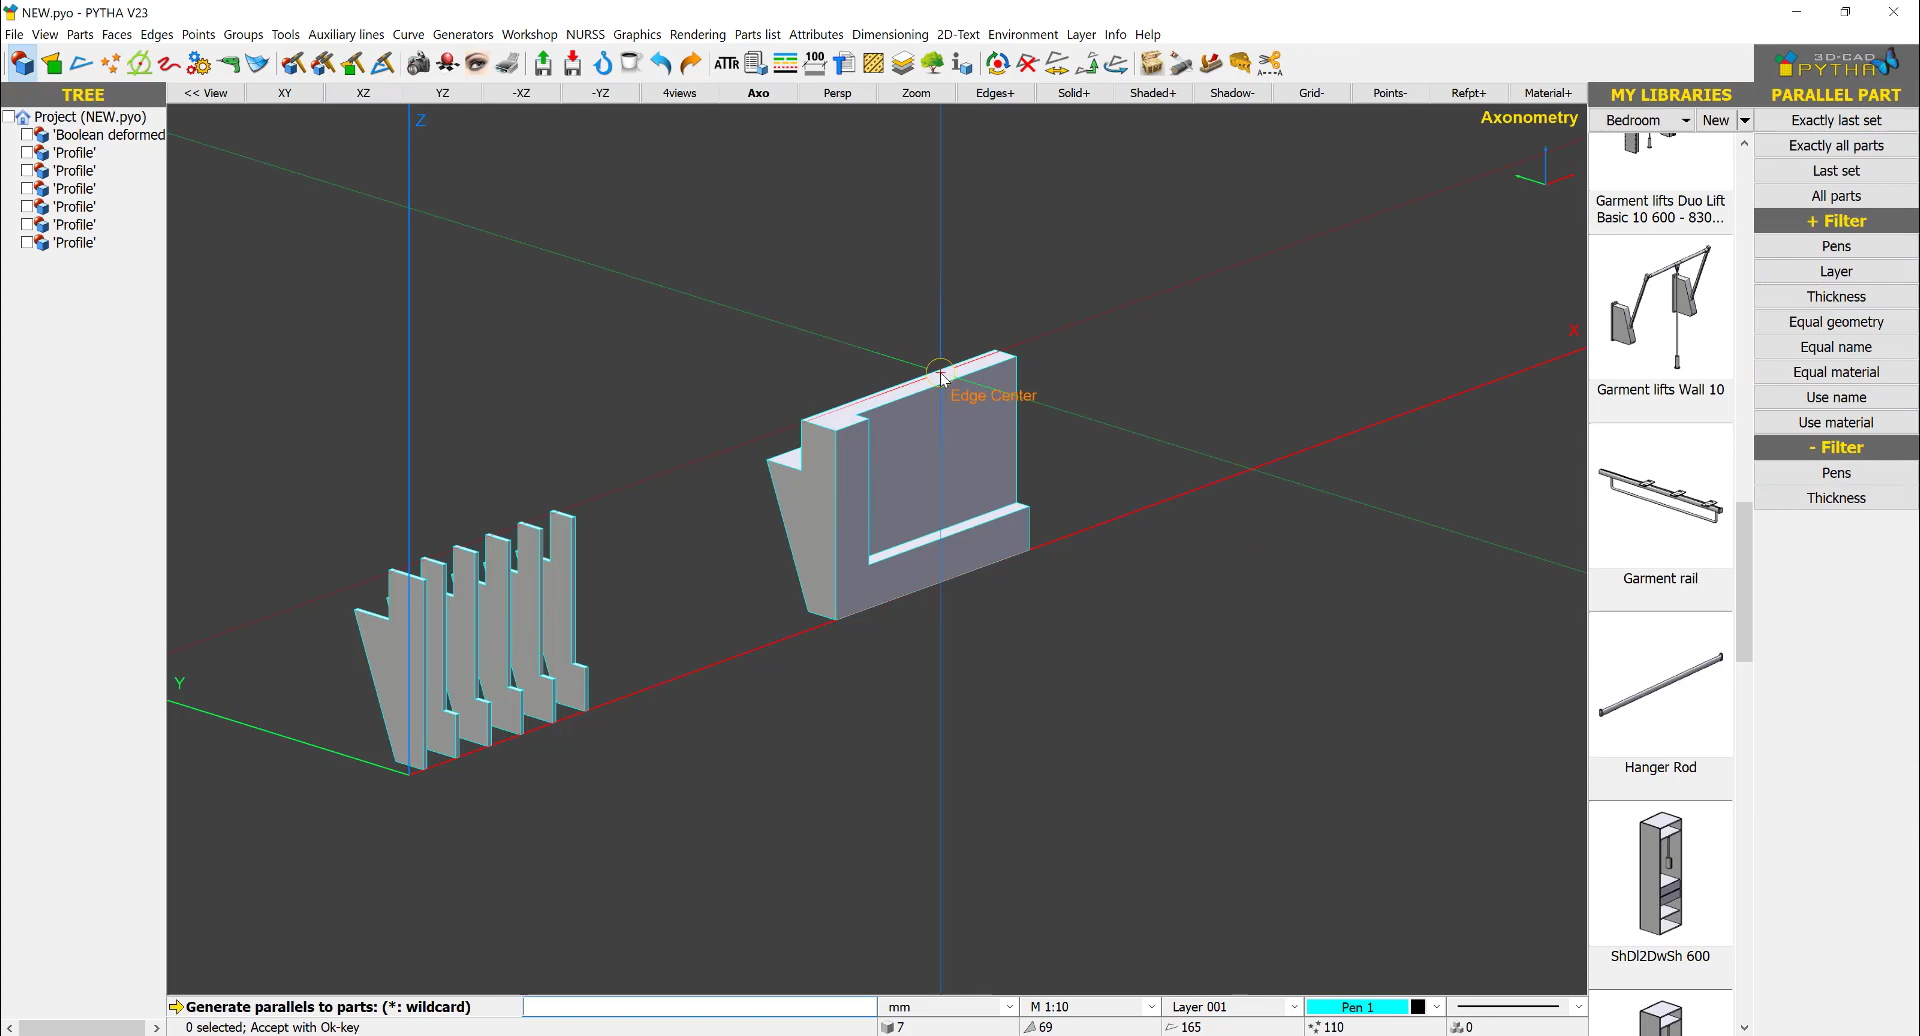 NEW.pyo - PYTHA V23
File View Parts Faces Edges Points Groups Tools Auxiliary lines Curve Generators Workshop NURSS Graphics Rendering Parts list Attributes Dimensioning 2D-Text Environment Layer Info Help
ATTR 100
3D-CAD
PYTHA
TREE
<< View XY XZ YZ -XZ -YZ 4views Axo Persp Zoom Edges+ Solid+ Shaded+ Shadow- Grid- Points- Refpt+ Material+
MY LIBRARIES
PARALLEL PART
Project (NEW.pyo)
'Boolean deformed
'Profile'
'Profile'
'Profile'
'Profile'
'Profile'
'Profile'
Z
Axonometry
X
Edge Center
Y
Bedroom New
Garment lifts Duo Lift
Basic 10 600 - 830...
Garment lifts Wall 10
Garment rail
Hanger Rod
ShDl2DwSh 600
Exactly last set
Exactly all parts
Last set
All parts
+ Filter
Pens
Layer
Thickness
Equal geometry
Equal name
Equal material
Use name
Use material
- Filter
Pens
Thickness
Generate parallels to parts: (*: wildcard)
mm M 1:10 Layer 001 Pen 1
0 selected; Accept with Ok-key
7 69 165 110 0